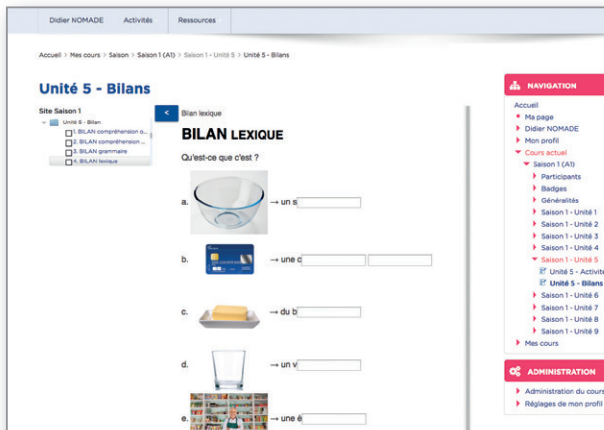 Didier NOMADE Activités Ressources
Accueil > Mes cours > Saison > Saison 1 (A1) > Saison 1 - Unité 5 > Unité 5 - Bilans
Unité 5 - Bilans
Site Saison 1
Unité 5 - Bilan
1. BILAN compréhension o...
2. BILAN compréhension ...
3. BILAN grammaire
4. BILAN lexique
<
Bilan lexique
BILAN LEXIQUE
Qu'est-ce que c'est ?
a. → un s
b. → une c
c. → du b
d. → un v
e. → une é
NAVIGATION
Accueil
Ma page
Didier NOMADE
Mon profil
Cours actuel
Saison 1 (A1)
Participants
Badges
Généralités
Saison 1 - Unité 1
Saison 1 - Unité 2
Saison 1 - Unité 3
Saison 1 - Unité 4
Saison 1 - Unité 5
Unité 5 - Activité
Unité 5 - Bilans
Saison 1 - Unité 6
Saison 1 - Unité 7
Saison 1 - Unité 8
Saison 1 - Unité 9
Mes cours
ADMINISTRATION
Administration du cours
Réglages de mon profil